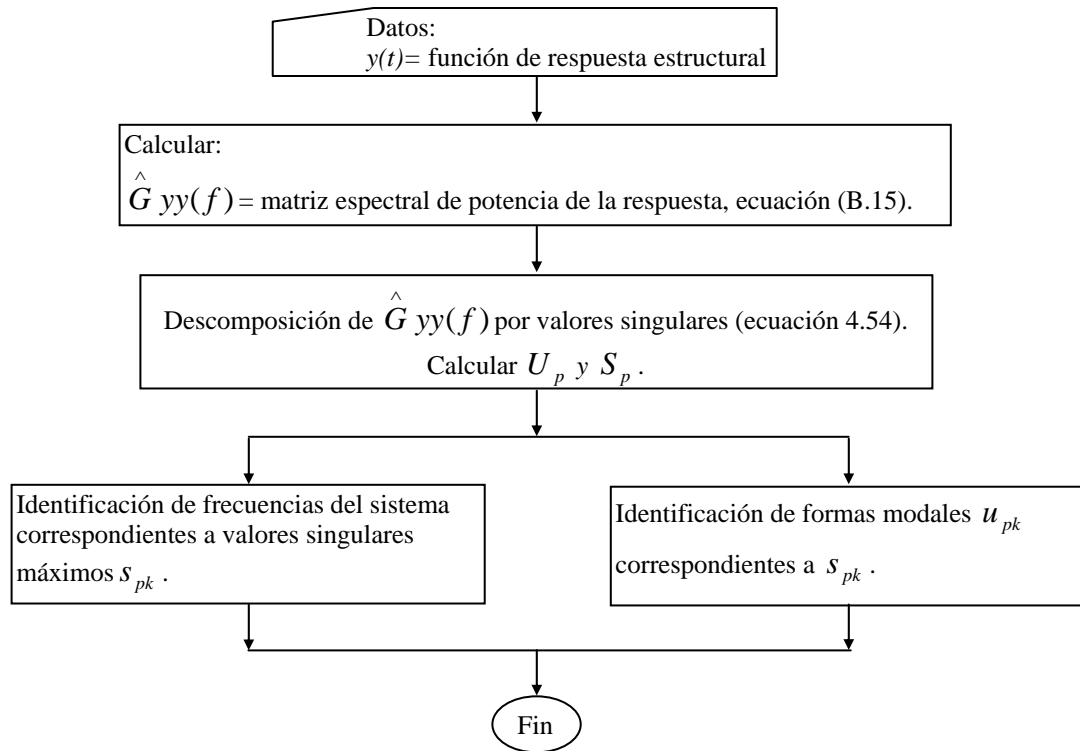 Datos:
y(t)= función de respuesta estructural
Calcular:
Ĝ yy(f) = matriz espectral de potencia de la respuesta, ecuación (B.15).
Descomposición de Ĝ yy(f) por valores singulares (ecuación 4.54).
Calcular U_p y S_p .
Identificación de frecuencias del sistema
correspondientes a valores singulares
máximos s_pk .
Identificación de formas modales u_pk
correspondientes a s_pk .
Fin